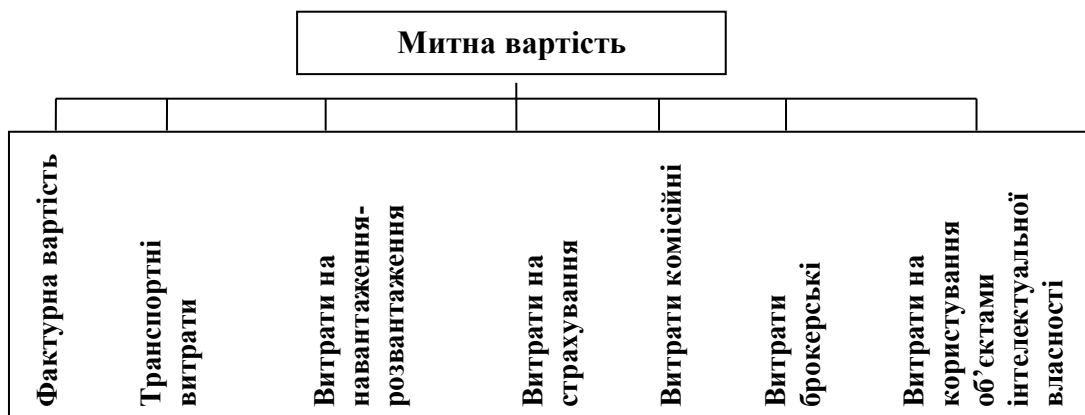 Митна вартість
Фактурна вартість
Транспортні
витрати
Витрати на
навантаження-
розвантаження
Витрати на
страхування
Витрати комісійні
Витрати
брокерські
Витрати на
користування
об’єктами
інтелектуальної
власності